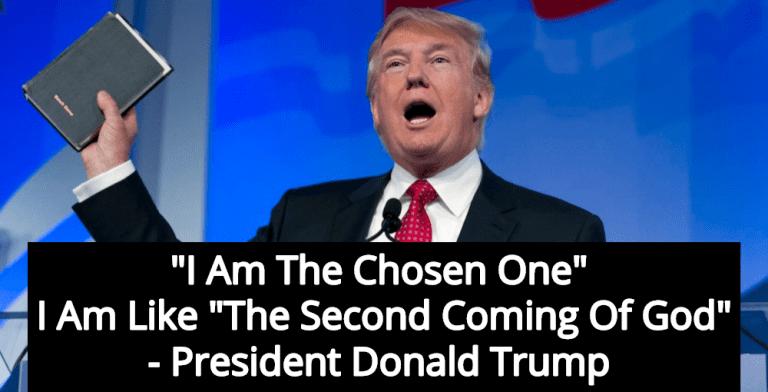 "I Am The Chosen One"
I Am Like "The Second Coming Of God"
- President Donald Trump